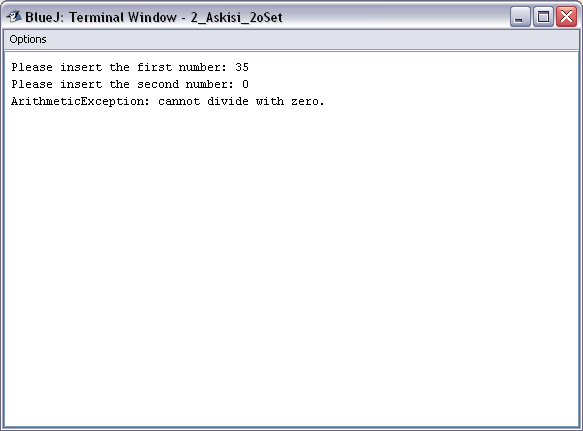 BlueJ: Terminal Window - 2_Askisi_2oSet
Options
Please insert the first number: 35
Please insert the second number: 0
ArithmeticException: cannot divide with zero.